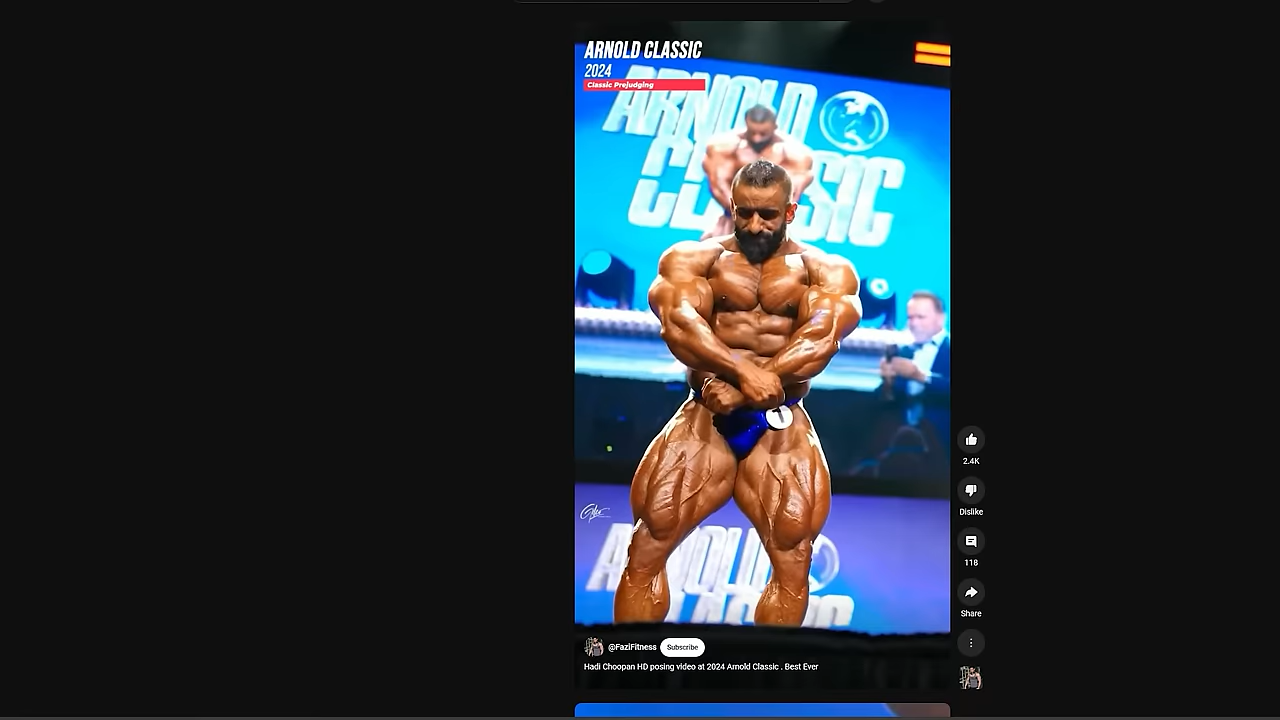 ARNOLD CLASSIC
2024
Classic Prejudging
ARNOLD
CLASSIC
1
ARNOLD
2.4K
Dislike
118
Share
@FaziFitness Subscribe
Hadi Choopan HD posing video at 2024 Arnold Classic . Best Ever